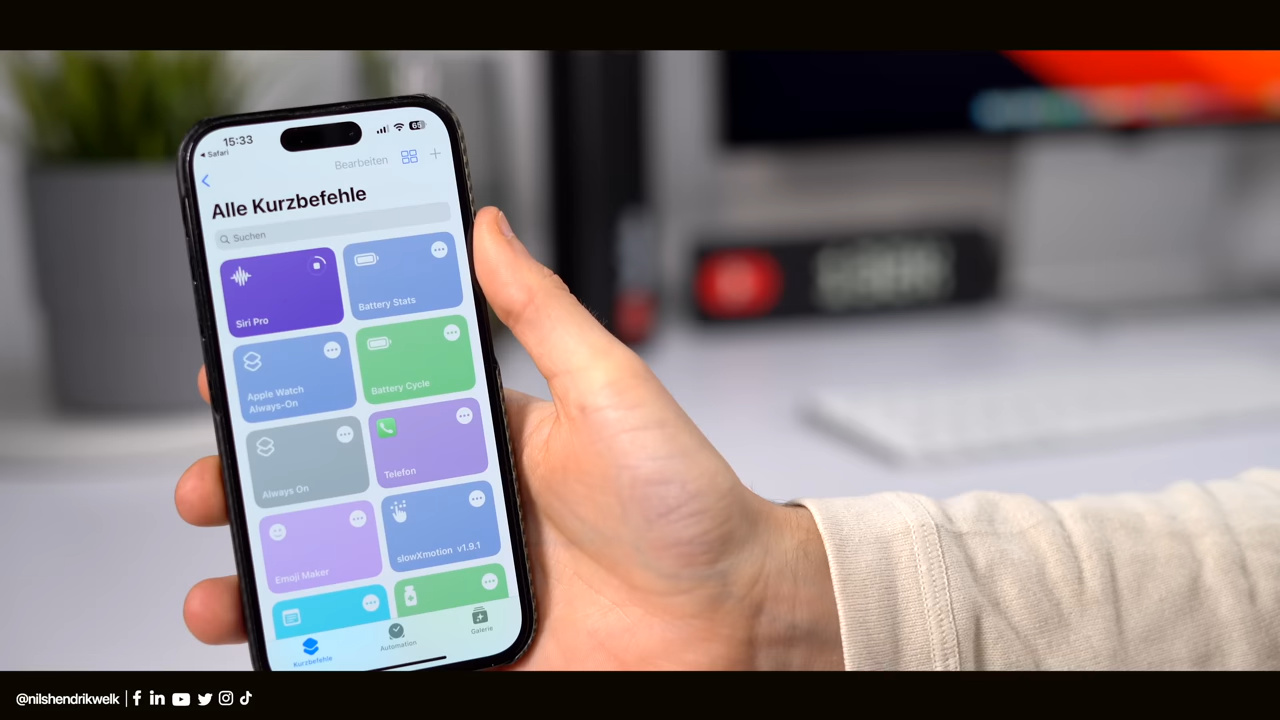 15:33
65
Safari
Bearbeiten
Alle Kurzbefehle
Suchen
Siri Pro
Battery Stats
Apple Watch
Always-On
Battery Cycle
Always On
Telefon
Emoji Maker
slowXmotion v1.9.1
Kurzbefehle
Automation
Galerie
@nilshendrikwelk